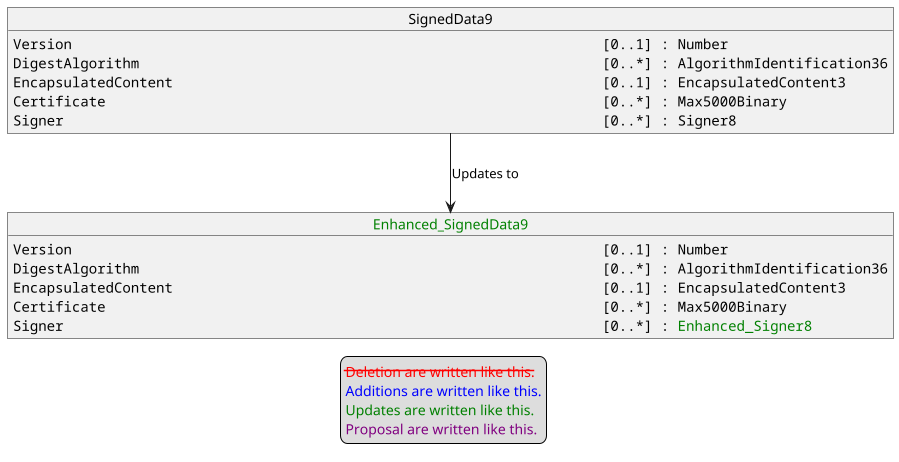 SignedData9
Version [0..1] : Number
DigestAlgorithm [0..*] : AlgorithmIdentification36
EncapsulatedContent [0..1] : EncapsulatedContent3
Certificate [0..*] : Max5000Binary
Signer [0..*] : Signer8
Updates to
Enhanced_SignedData9
Version [0..1] : Number
DigestAlgorithm [0..*] : AlgorithmIdentification36
EncapsulatedContent [0..1] : EncapsulatedContent3
Certificate [0..*] : Max5000Binary
Signer [0..*] : Enhanced_Signer8
Deletion are written like this.
Additions are written like this.
Updates are written like this.
Proposal are written like this.